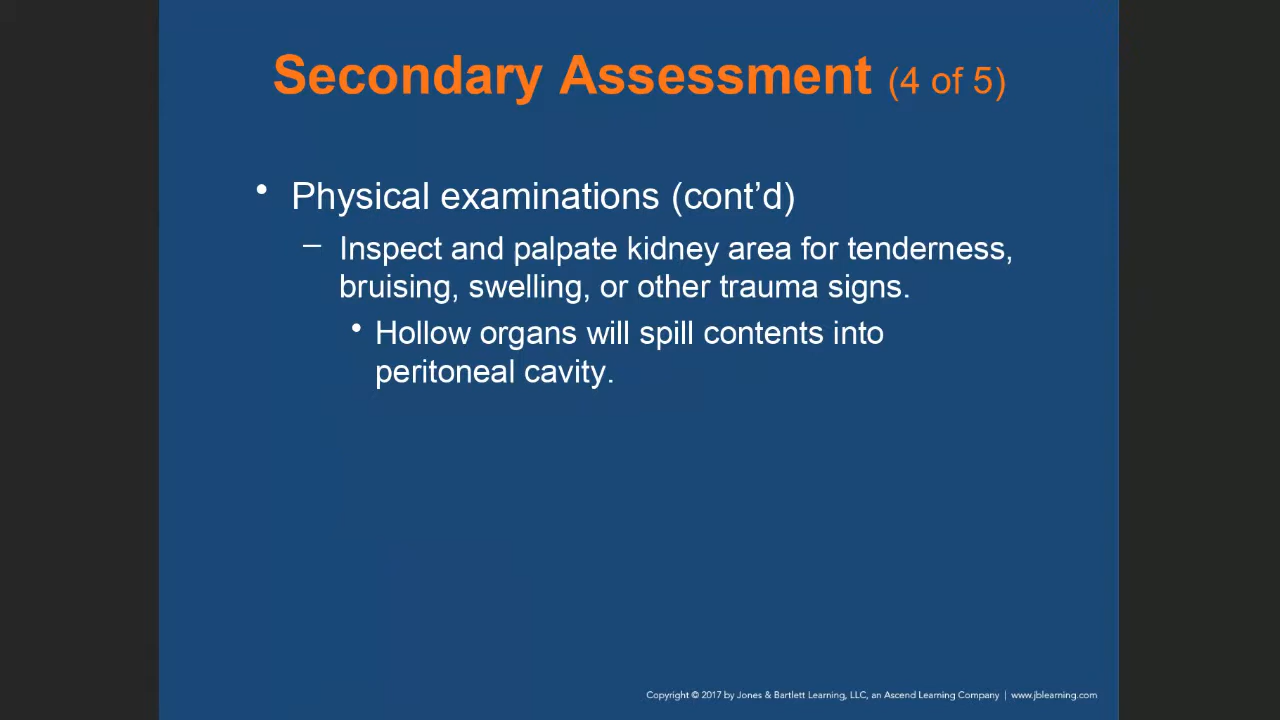 Secondary Assessment (4 of 5)
• Physical examinations (cont’d)
– Inspect and palpate kidney area for tenderness,
bruising, swelling, or other trauma signs.
• Hollow organs will spill contents into
peritoneal cavity.
Copyright © 2017 by Jones & Bartlett Learning, LLC, an Ascend Learning Company | www.jblearning.com